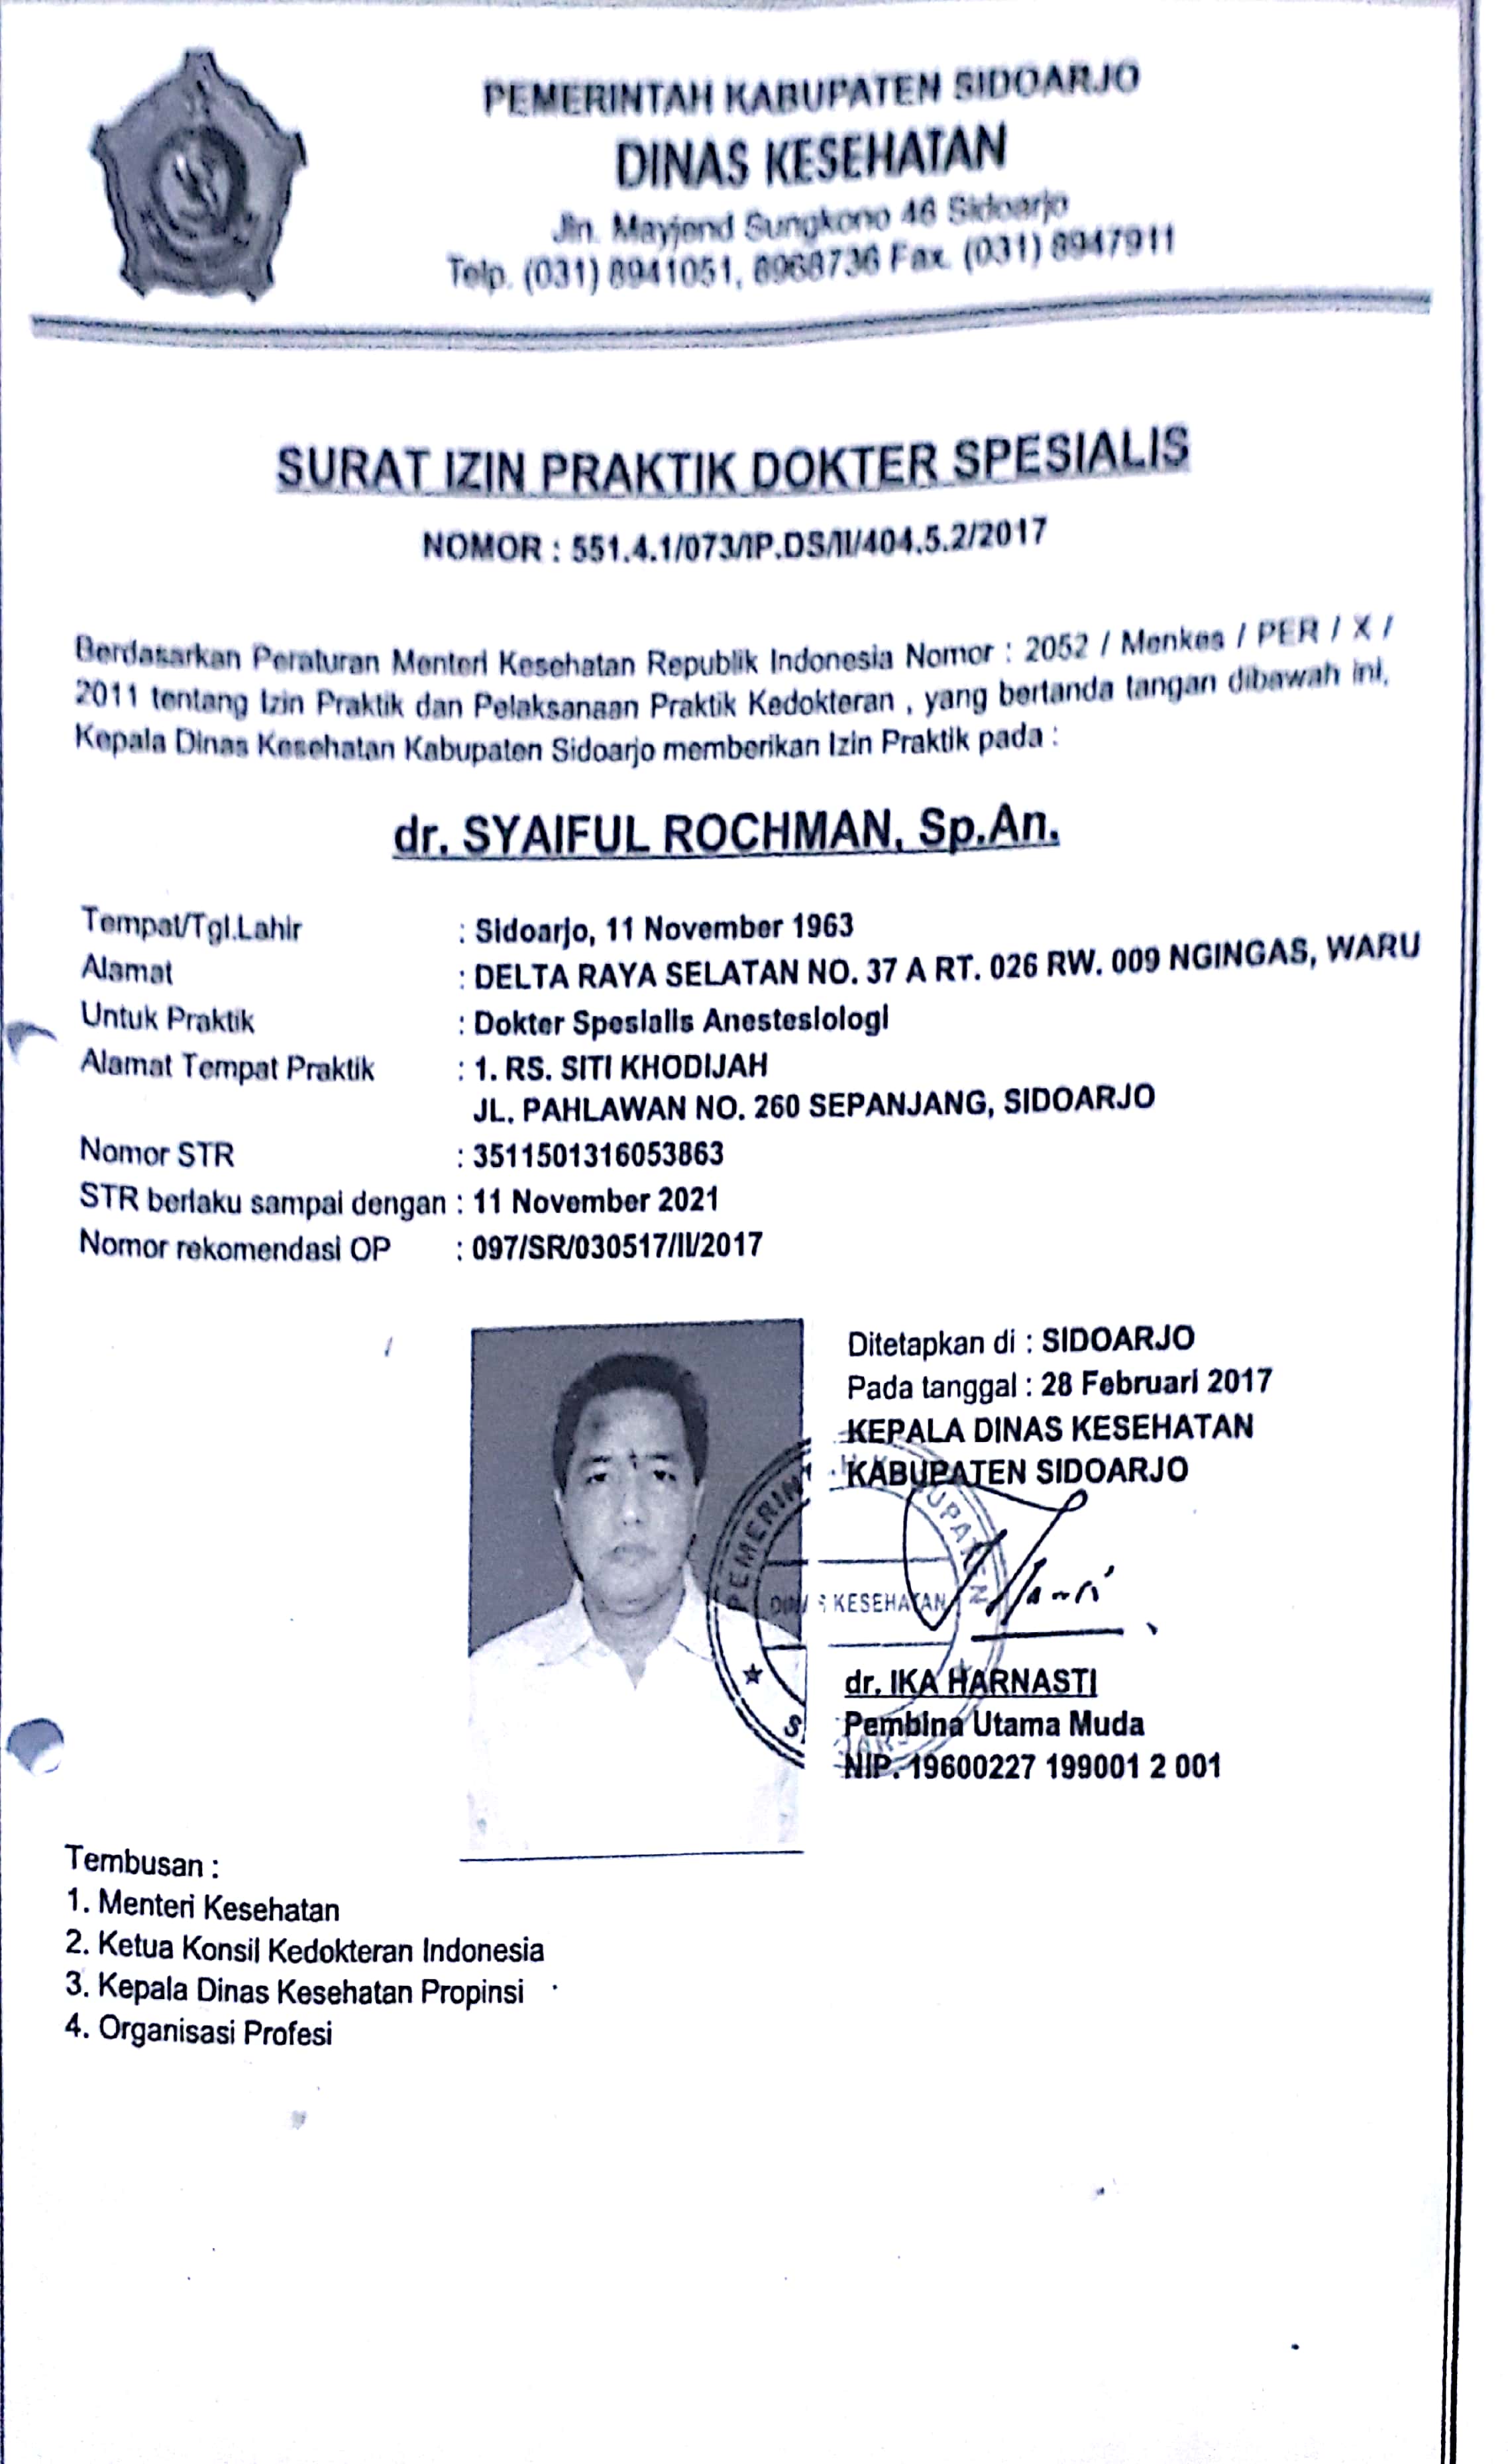 PEMERINTAH KABUPATEN SIDOARJO
DINAS KESEHATAN
Jln. Mayjend Sungkono 46 Sidoarjo
Telp. (031) 8941051, 8968736 Fax. (031) 8947911
SURAT IZIN PRAKTIK DOKTER SPESIALIS
NOMOR : 551.4.1/073/IP.DS/II/404.5.2/2017
Berdasarkan Peraturan Menteri Kesehatan Republik Indonesia Nomor : 2052 / Menkes / PER / X /
2011 tentang Izin Praktik dan Pelaksanaan Praktik Kedokteran , yang bertanda tangan dibawah ini,
Kepala Dinas Kesehatan Kabupaten Sidoarjo memberikan Izin Praktik pada :
dr. SYAIFUL ROCHMAN, Sp.An.
Tempat/Tgl.Lahir : Sidoarjo, 11 November 1963
Alamat : DELTA RAYA SELATAN NO. 37 A RT. 026 RW. 009 NGINGAS, WARU
Untuk Praktik : Dokter Spesialis Anestesiologi
Alamat Tempat Praktik : 1. RS. SITI KHODIJAH
JL. PAHLAWAN NO. 260 SEPANJANG, SIDOARJO
Nomor STR : 3511501316053863
STR berlaku sampai dengan : 11 November 2021
Nomor rekomendasi OP : 097/SR/030517/II/2017
Ditetapkan di : SIDOARJO
Pada tanggal : 28 Februari 2017
KEPALA DINAS KESEHATAN
KABUPATEN SIDOARJO
KESEHATAN
dr. IKA HARNASTI
Pembina Utama Muda
NIP. 19600227 199001 2 001
Tembusan :
1. Menteri Kesehatan
2. Ketua Konsil Kedokteran Indonesia
3. Kepala Dinas Kesehatan Propinsi
4. Organisasi Profesi